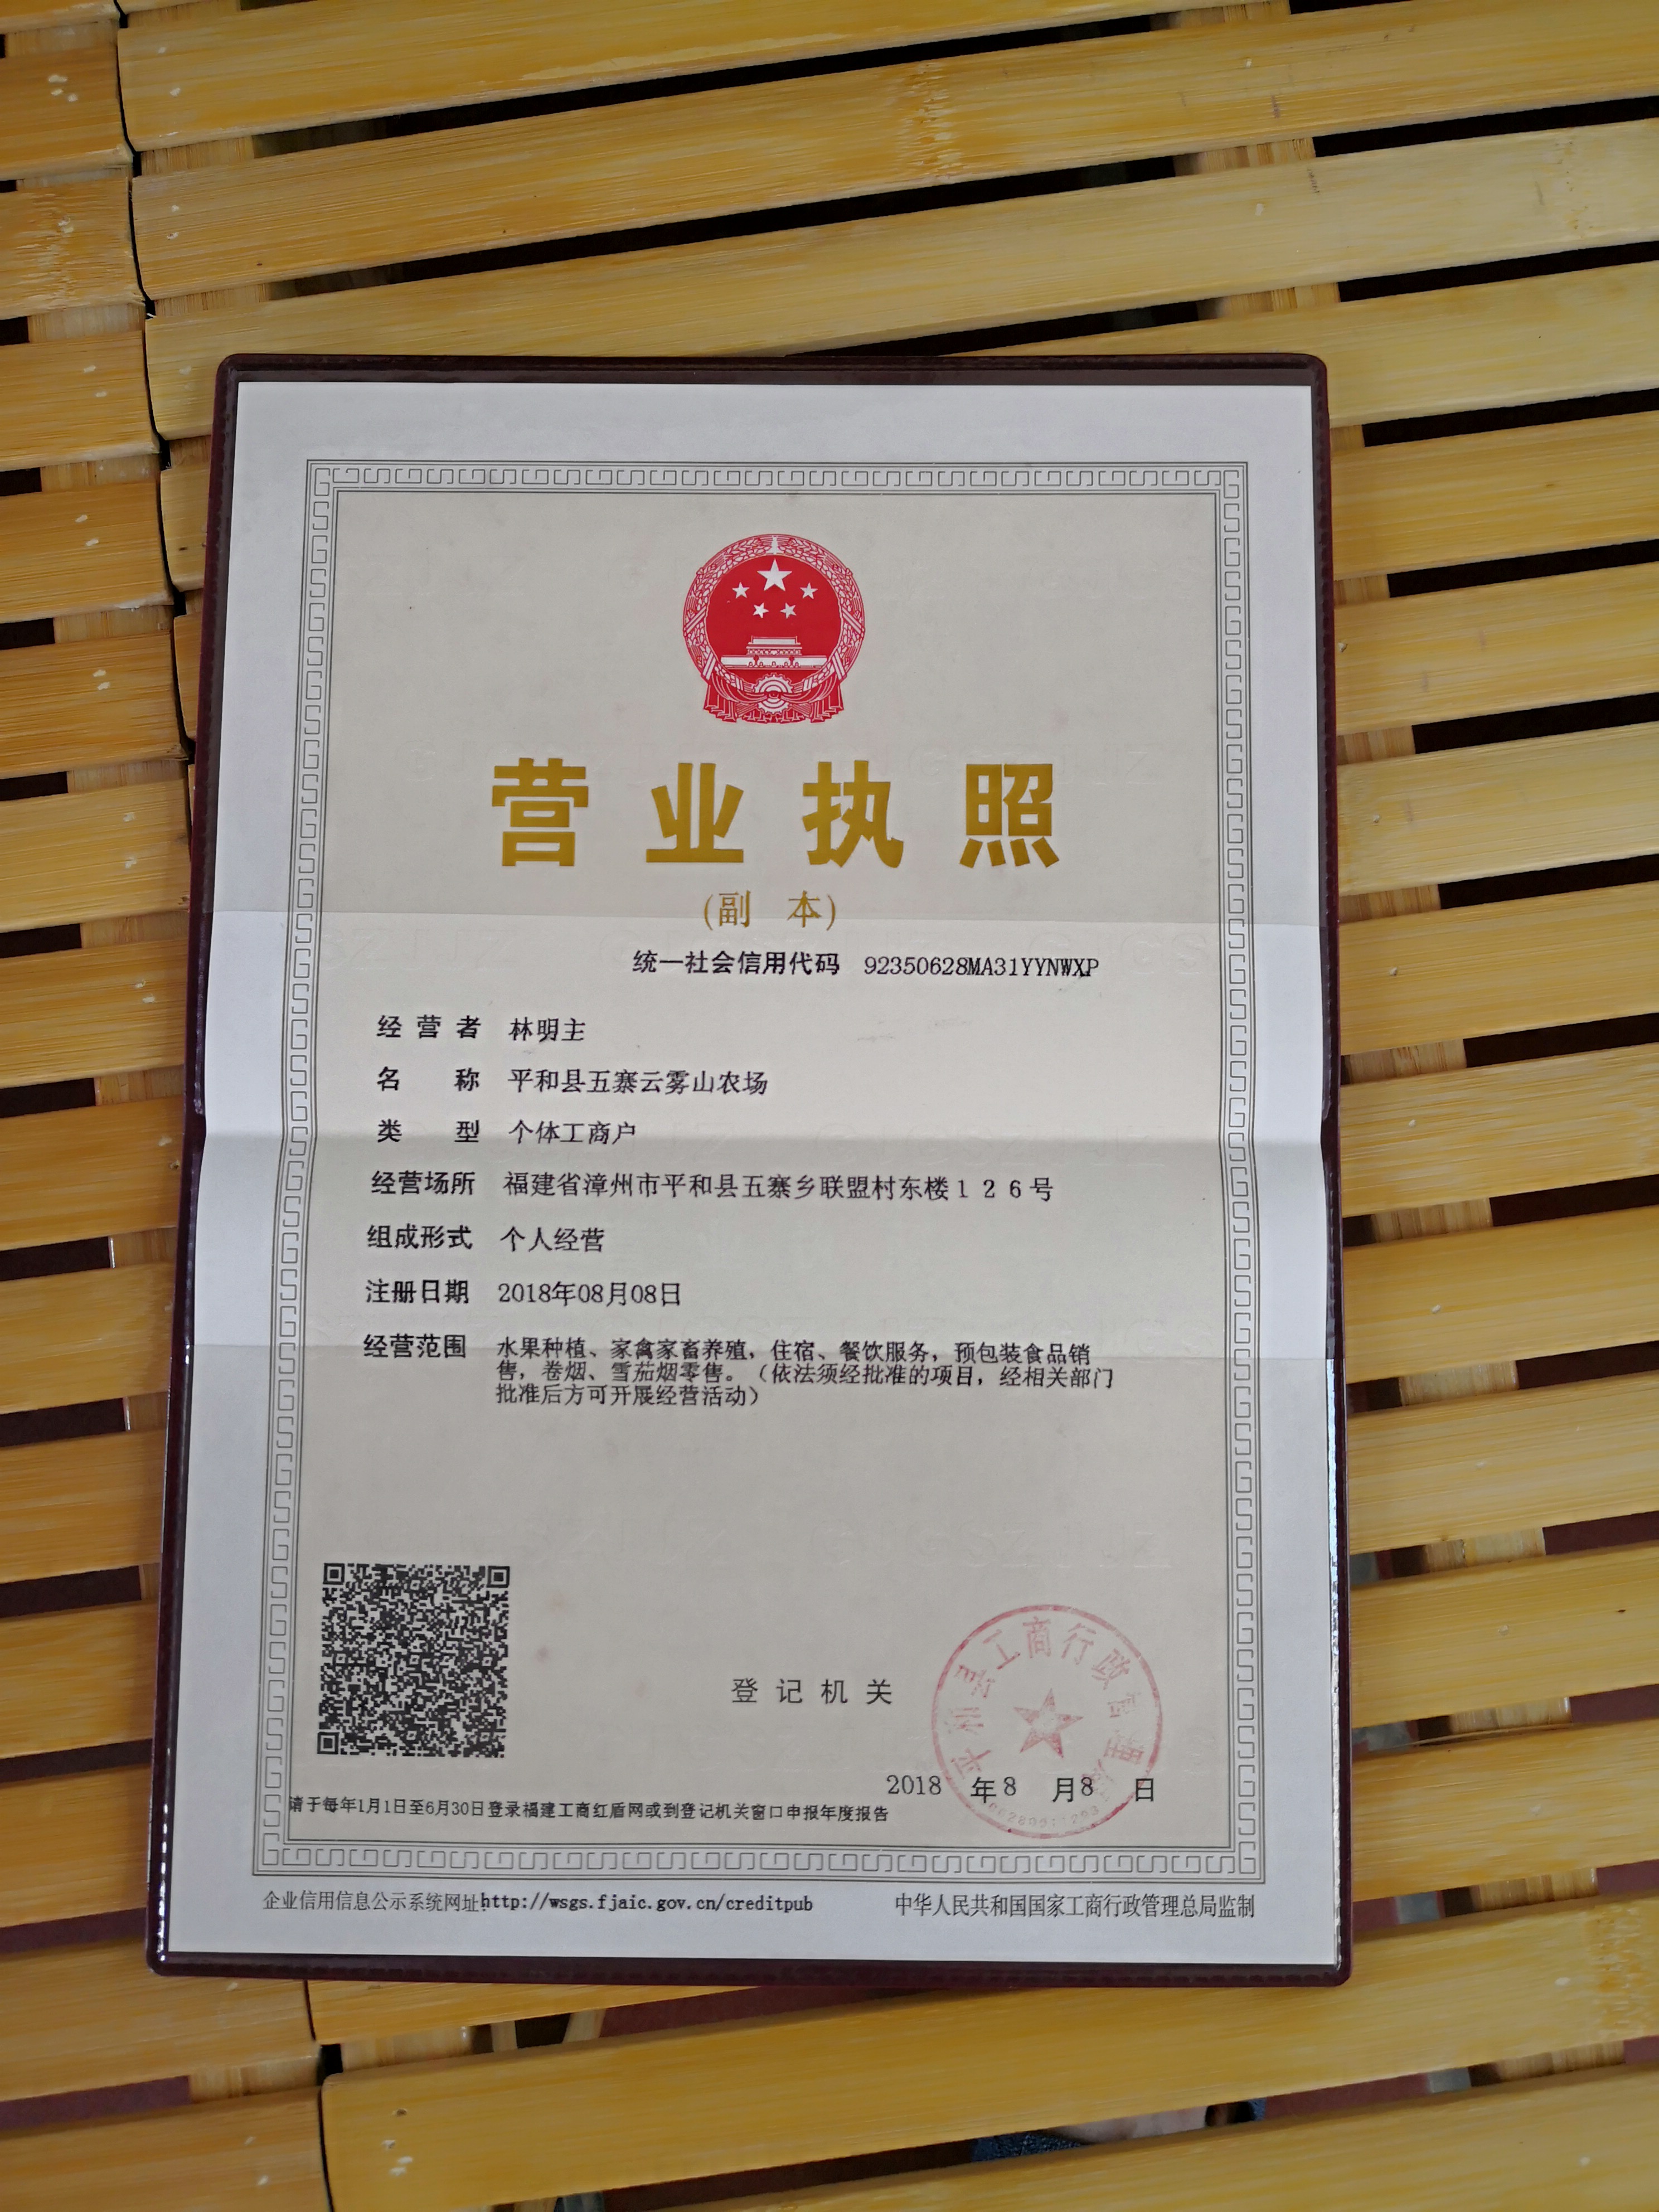 营业执照
(副 本)
统一社会信用代码 92350628MA31YYNWXP
经营者 林明主
名称 平和县五寨云雾山农场
类型 个体工商户
经营场所 福建省漳州市平和县五寨乡联盟村东楼126号
组成形式 个人经营
注册日期 2018年08月08日
经营范围 水果种植、家禽家畜养殖，住宿、餐饮服务，预包装食品销
售，卷烟、雪茄烟零售。（依法须经批准的项目，经相关部门
批准后方可开展经营活动）
平和县工商行政管理局
登记机关
2018 年8 月8 日
请于每年1月1日至6月30日登录福建工商红盾网或到登记机关窗口申报年度报告
企业信用信息公示系统网址:http://wsgs.fjaic.gov.cn/creditpub 中华人民共和国国家工商行政管理总局监制